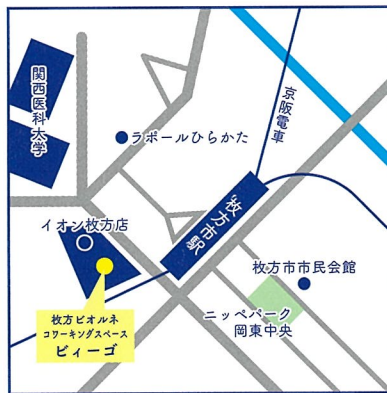 関西医科大学
ラポールひらかた
京阪電車
枚方市駅
イオン枚方店
枚方市市民会館
枚方ビオルネ
コワーキングスペース
ビィーゴ
ニッペパーク
岡東中央